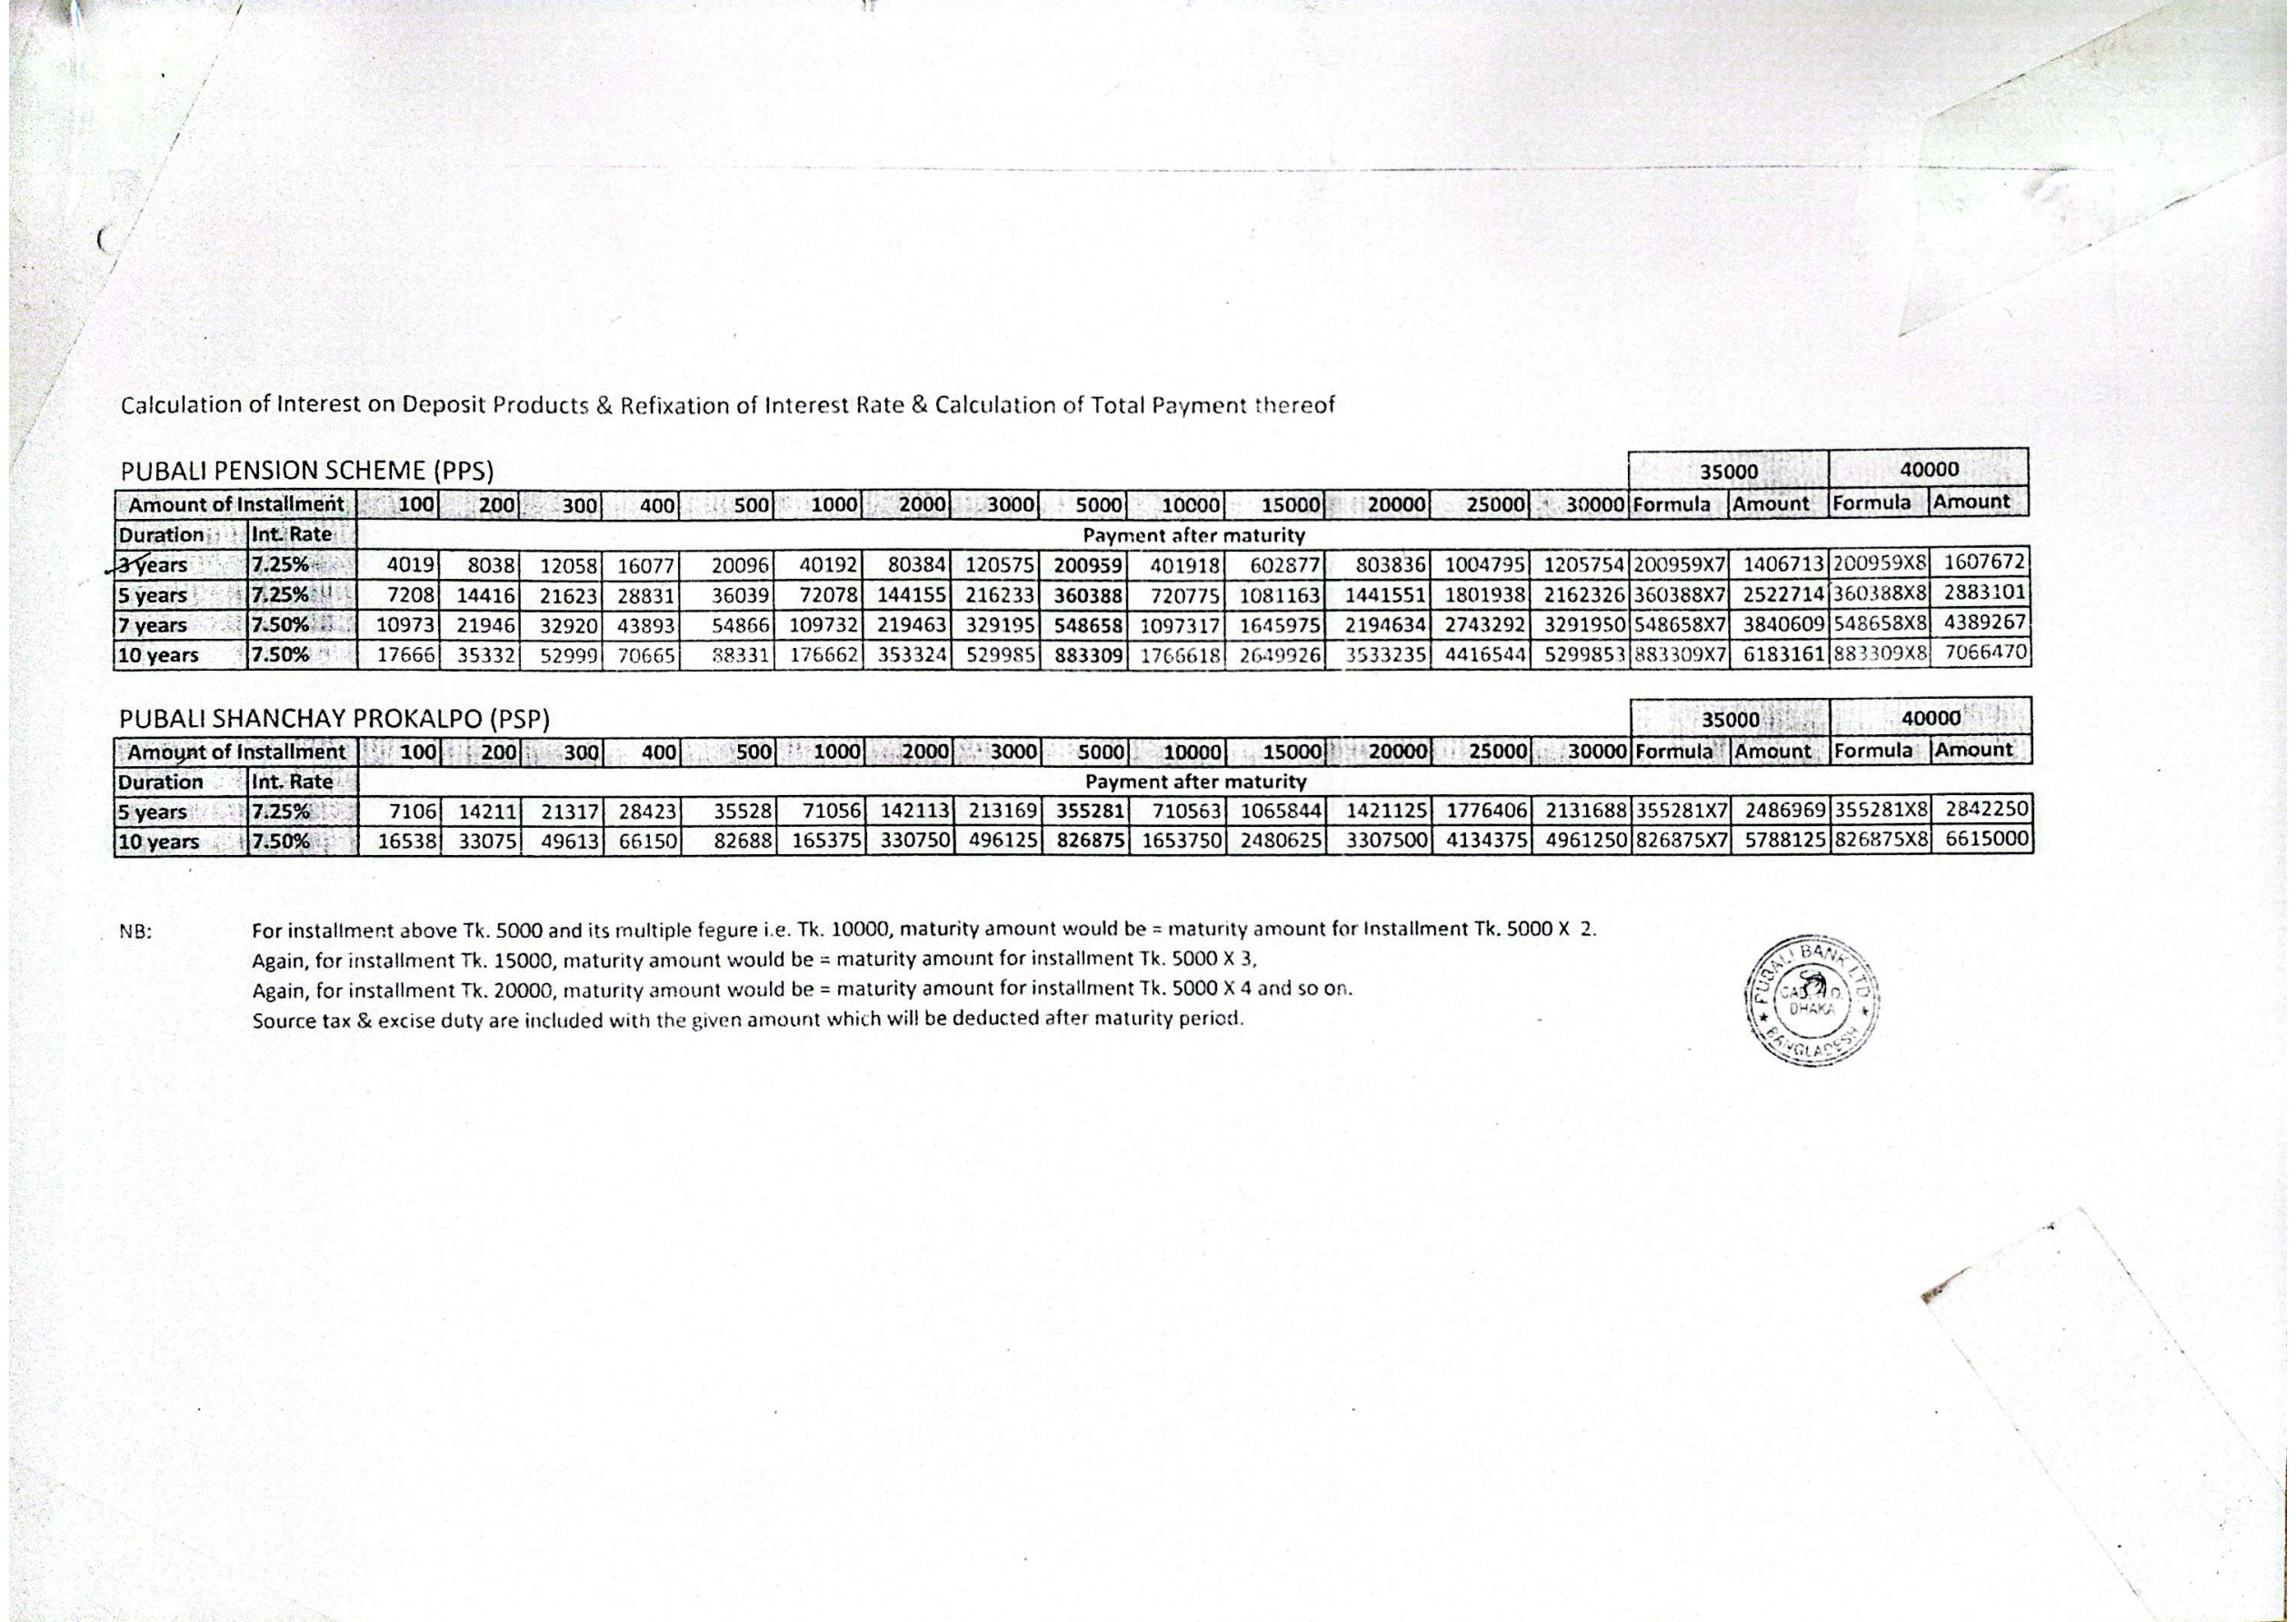 Calculation of Interest on Deposit Products & Refixation of Interest Rate & Calculation of Total Payment thereof
PUBALI PENSION SCHEME (PPS) 35000 40000
Amount of Installment 100 200 300 400 500 1000 2000 3000 5000 10000 15000 20000 25000 30000 Formula Amount Formula Amount
Duration Int. Rate Payment after maturity
3 years 7.25% 4019 8038 12058 16077 20096 40192 80384 120575 200959 401918 602877 803836 1004795 1205754 200959X7 1406713 200959X8 1607672
5 years 7.25% 7208 14416 21623 28831 36039 72078 144155 216233 360388 720775 1081163 1441551 1801938 2162326 360388X7 2522714 360388X8 2883101
7 years 7.50% 10973 21946 32920 43893 54866 109732 219463 329195 548658 1097317 1645975 2194634 2743292 3291950 548658X7 3840609 548658X8 4389267
10 years 7.50% 17666 35332 52999 70665 88331 176662 353324 529985 883309 1766618 2649926 3533235 4416544 5299853 883309X7 6183161 883309X8 7066470
PUBALI SHANCHAY PROKALPO (PSP) 35000 40000
Amount of Installment 100 200 300 400 500 1000 2000 3000 5000 10000 15000 20000 25000 30000 Formula Amount Formula Amount
Duration Int. Rate Payment after maturity
5 years 7.25% 7106 14211 21317 28423 35528 71056 142113 213169 355281 710563 1065844 1421125 1776406 2131688 355281X7 2486969 355281X8 2842250
10 years 7.50% 16538 33075 49613 66150 82688 165375 330750 496125 826875 1653750 2480625 3307500 4134375 4961250 826875X7 5788125 826875X8 6615000
NB: For installment above Tk. 5000 and its multiple fegure i.e. Tk. 10000, maturity amount would be = maturity amount for Installment Tk. 5000 X 2.
Again, for installment Tk. 15000, maturity amount would be = maturity amount for installment Tk. 5000 X 3,
Again, for installment Tk. 20000, maturity amount would be = maturity amount for installment Tk. 5000 X 4 and so on.
Source tax & excise duty are included with the given amount which will be deducted after maturity period.
PUBALI BANK LTD
DHAKA
BANGLADESH